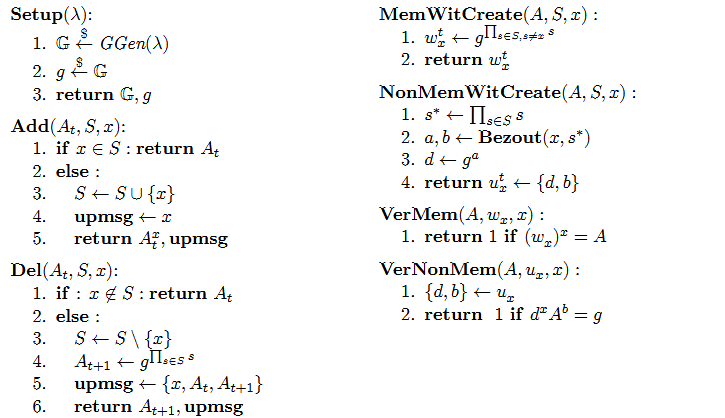 Setup(λ):
1. 𝔾 ←$ GGen(λ)
2. g ←$ 𝔾
3. return 𝔾, g
Add(A_t, S, x):
1. if x ∈ S : return A_t
2. else :
3. S ← S ∪ {x}
4. upmsg ← x
5. return A_t^x, upmsg
Del(A_t, S, x):
1. if : x ∉ S : return A_t
2. else :
3. S ← S \ {x}
4. A_{t+1} ← g^{∏_{s∈S} s}
5. upmsg ← {x, A_t, A_{t+1}}
6. return A_{t+1}, upmsg
MemWitCreate(A, S, x) :
1. w_x^t ← g^{∏_{s∈S,s≠x} s}
2. return w_x^t
NonMemWitCreate(A, S, x) :
1. s* ← ∏_{s∈S} s
2. a, b ← Bezout(x, s*)
3. d ← g^a
4. return u_x^t ← {d, b}
VerMem(A, w_x, x) :
1. return 1 if (w_x)^x = A
VerNonMem(A, u_x, x) :
1. {d, b} ← u_x
2. return 1 if d^x A^b = g